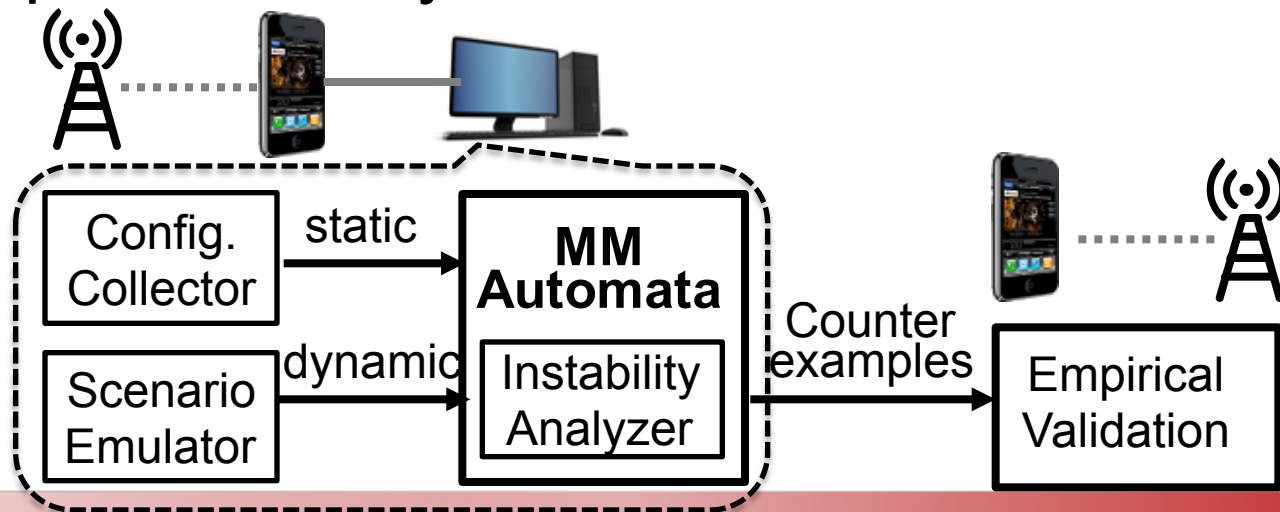 Config.
Collector
static
MM
Automata
Scenario
Emulator
dynamic
Instability
Analyzer
Counter
examples
Empirical
Validation